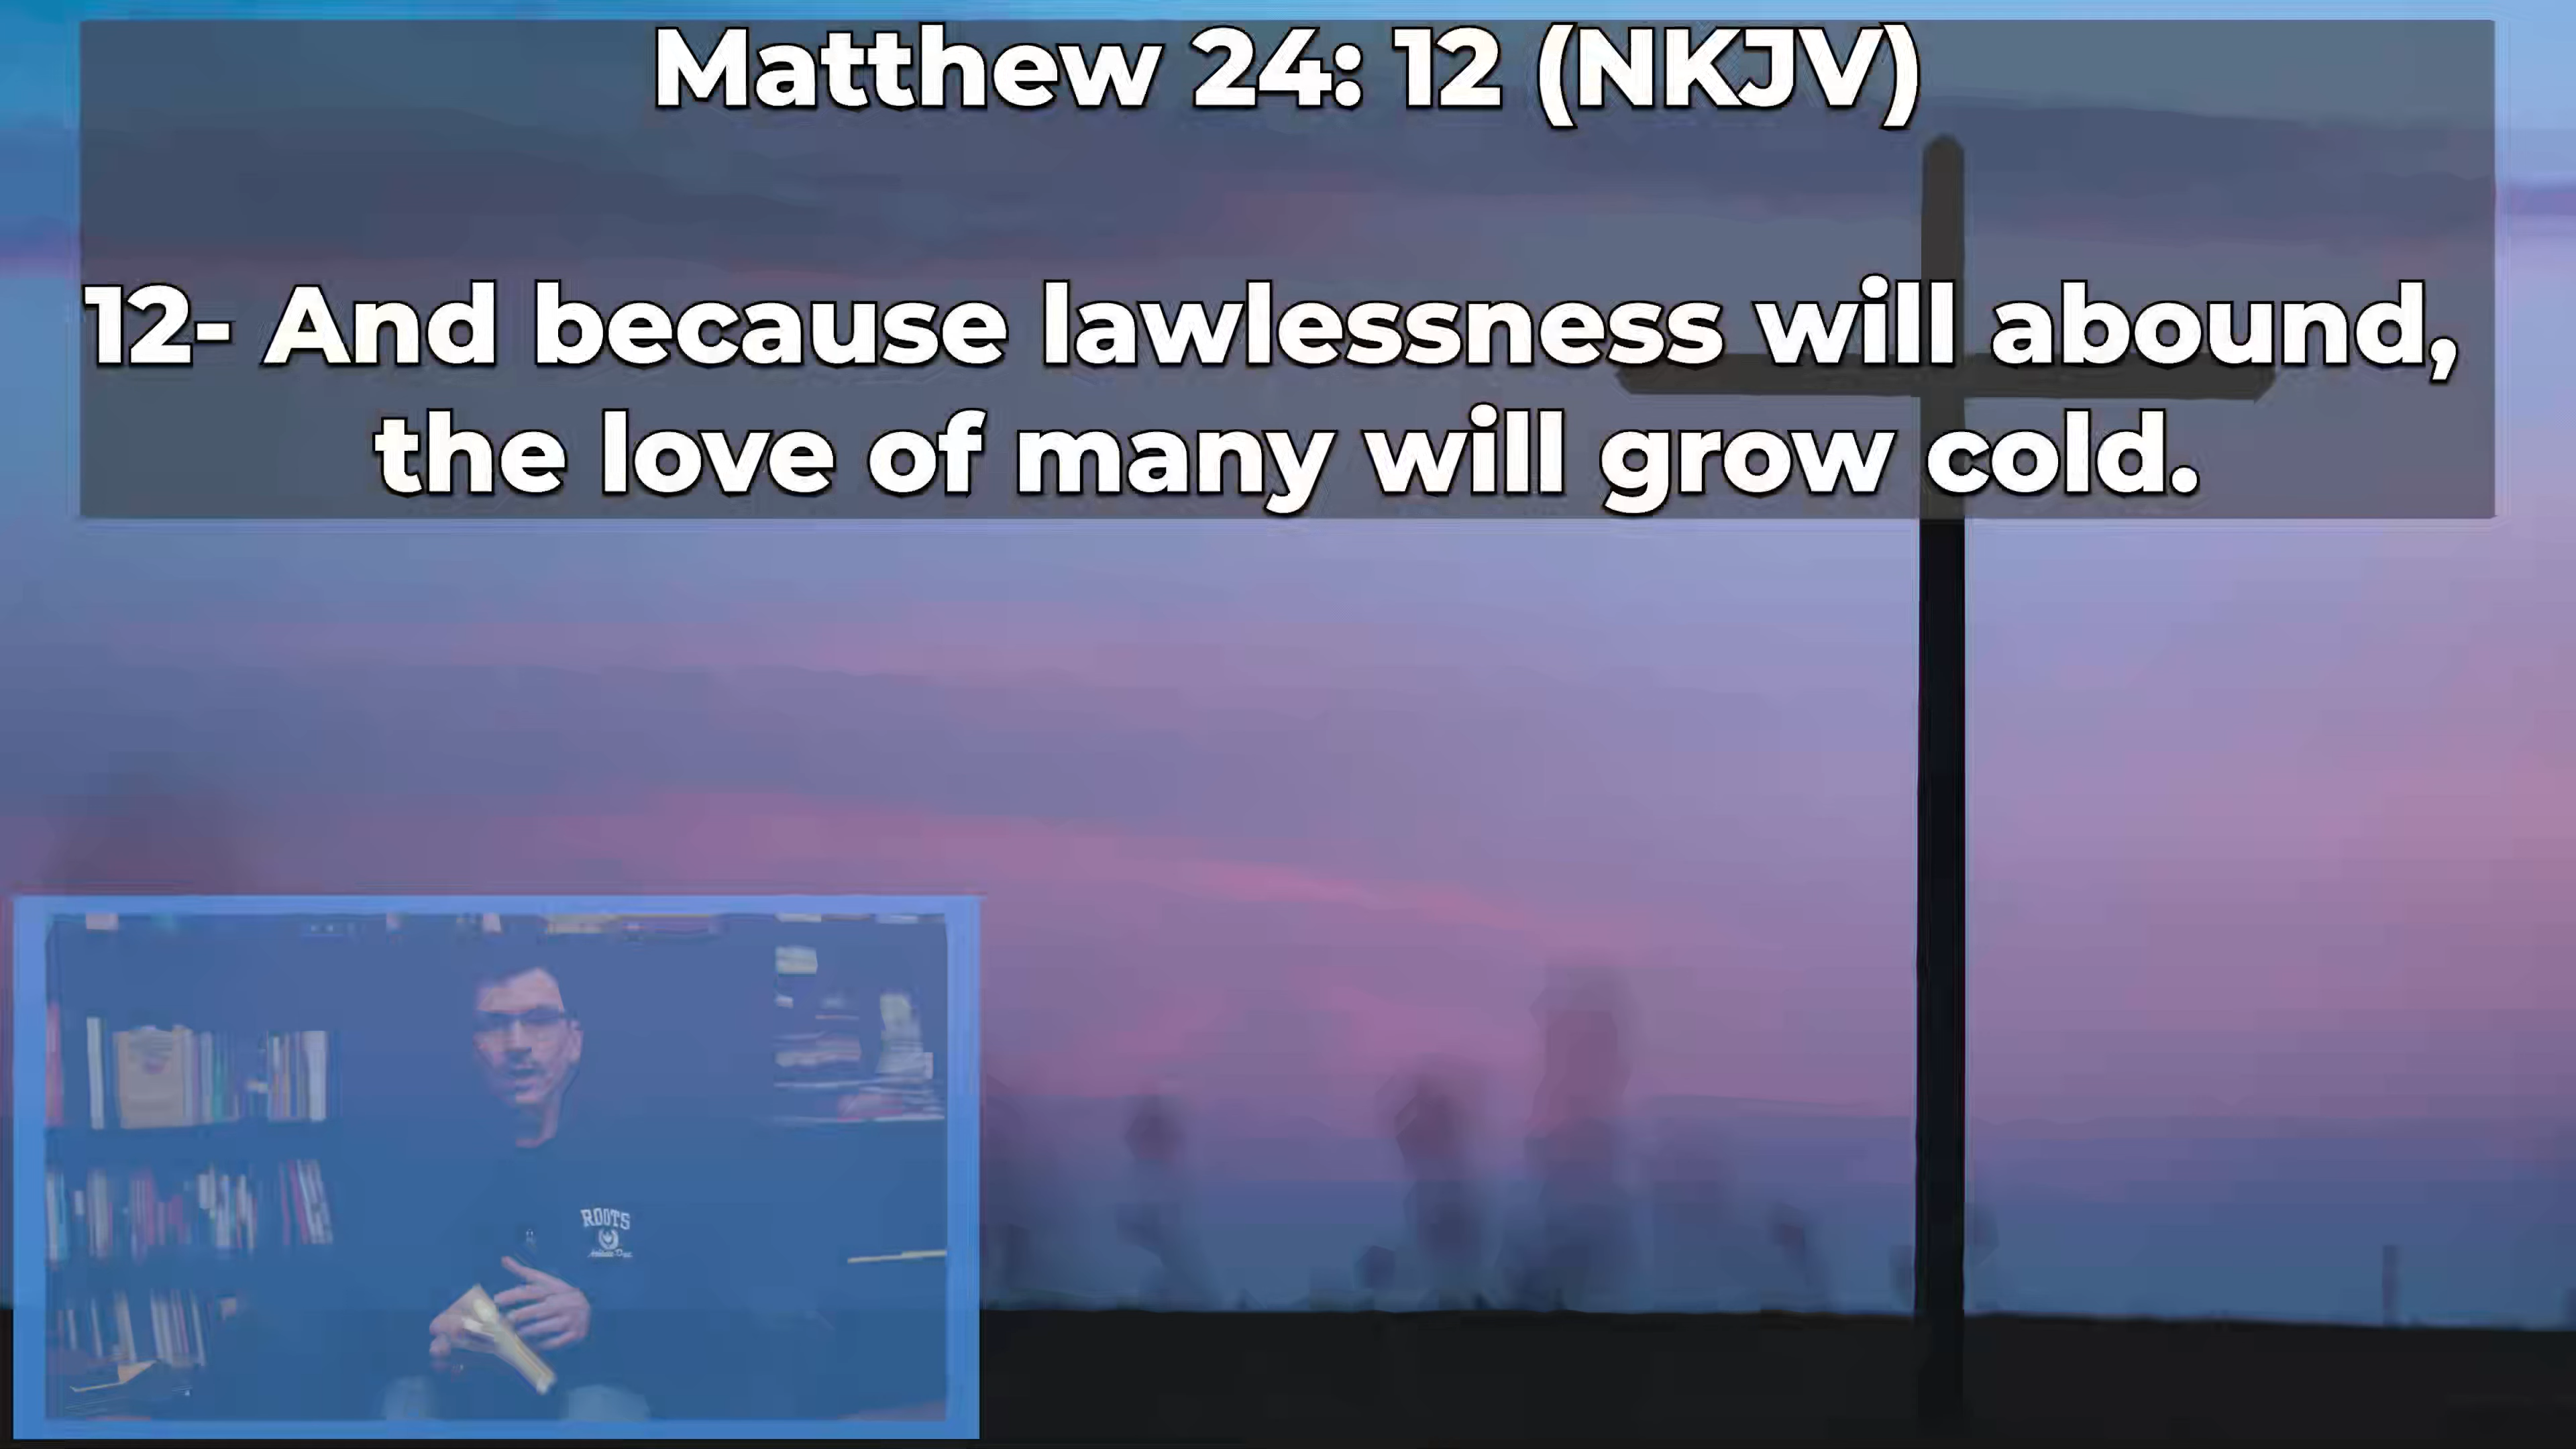 Matthew 24: 12 (NKJV)
12- And because lawlessness will abound,
the love of many will grow cold.
ROOTS